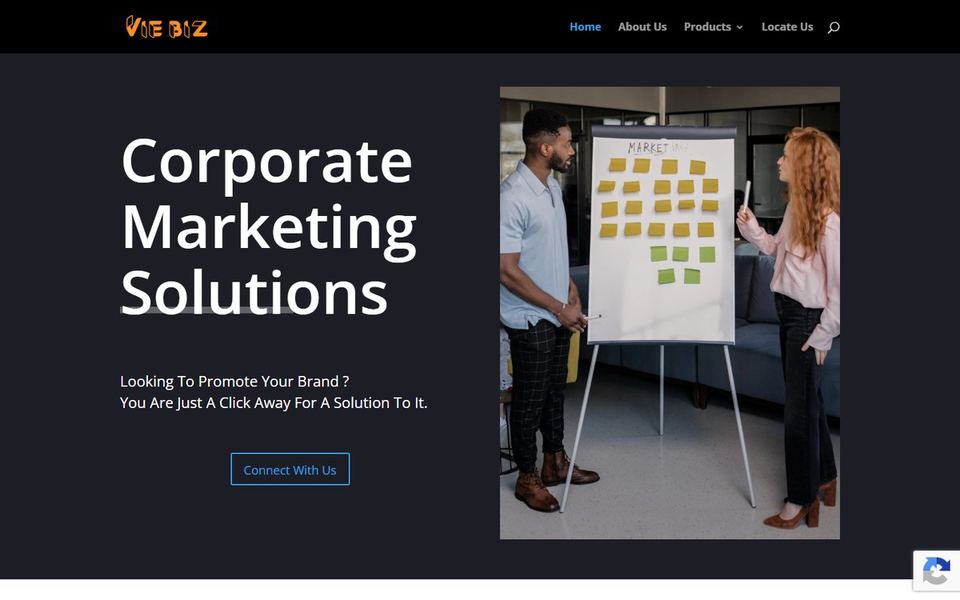 VIE BIZ
Home About Us Products Locate Us
Corporate
Marketing
Solutions
Looking To Promote Your Brand ?
You Are Just A Click Away For A Solution To It.
Connect With Us
MARKETING